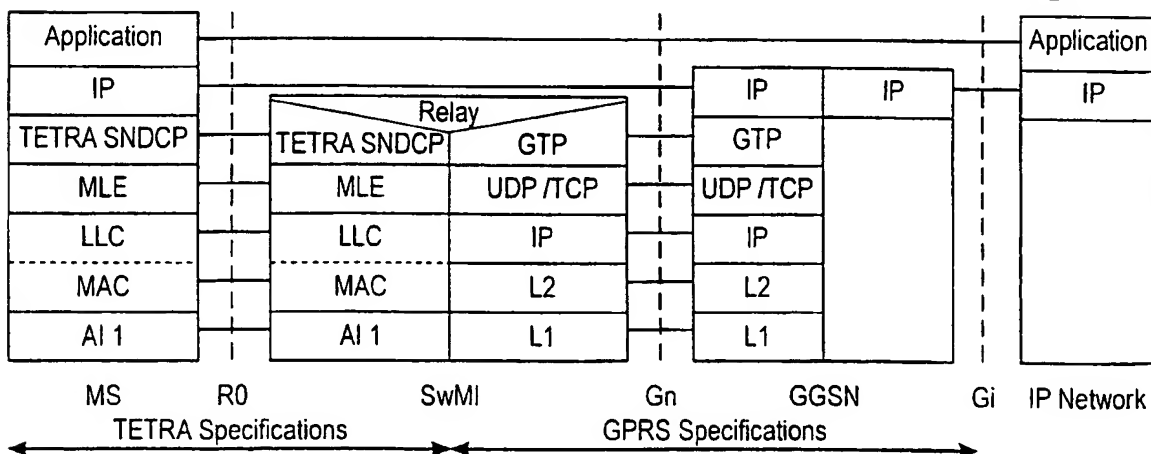 Application Application
IP IP IP IP
Relay
TETRA SNDCP TETRA SNDCP GTP GTP
MLE MLE UDP /TCP UDP /TCP
LLC LLC IP IP
MAC MAC L2 L2
AI 1 AI 1 L1 L1
MS R0 SwMI Gn GGSN Gi IP Network
TETRA Specifications GPRS Specifications